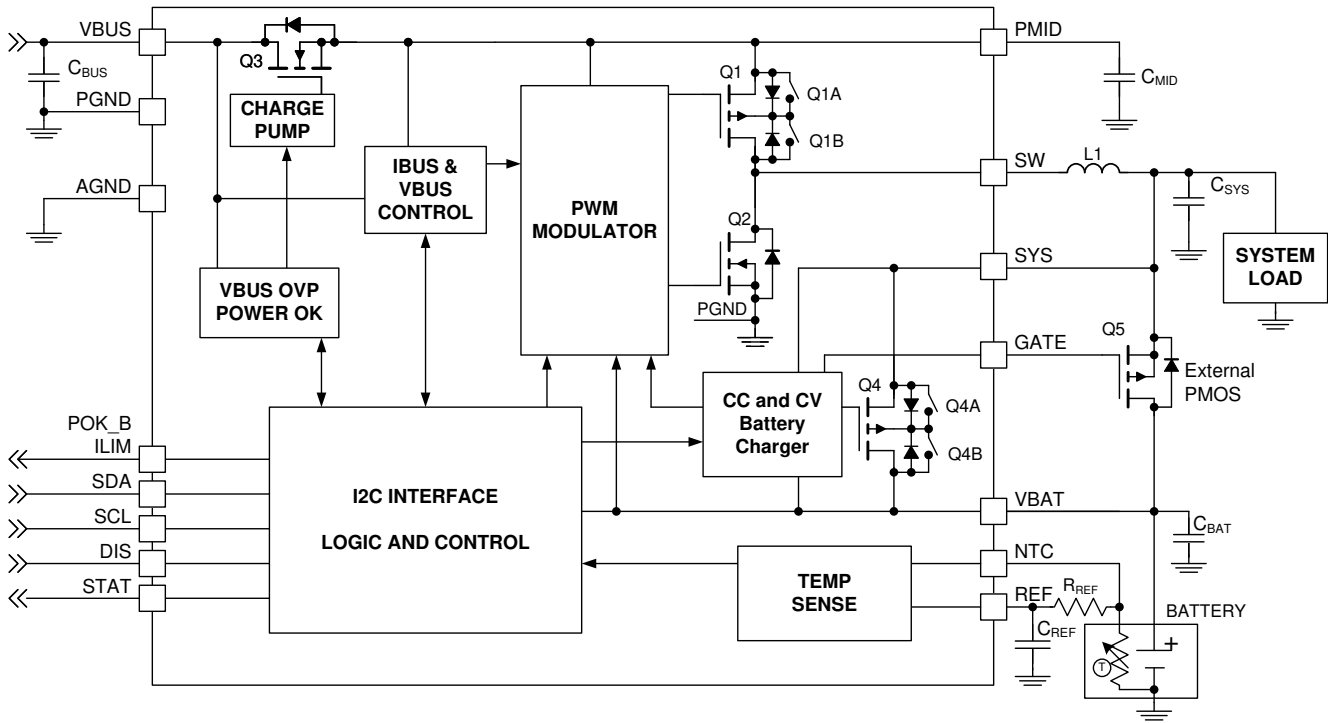 VBUS
PMID
Q3
Q1
CBUS
CMID
Q1A
PGND
CHARGE
PUMP
Q1B
IBUS &
VBUS
CONTROL
SW
L1
AGND
PWM
MODULATOR
CSYS
Q2
SYS
SYSTEM
LOAD
VBUS OVP
POWER OK
PGND
GATE
Q5
External
PMOS
CC and CV
Battery
Charger
Q4
Q4A
Q4B
POK_B
ILIM
SDA
SCL
DIS
STAT
I2C INTERFACE
LOGIC AND CONTROL
VBAT
CBAT
NTC
TEMP
SENSE
REF
RREF
CREF
BATTERY
+
T